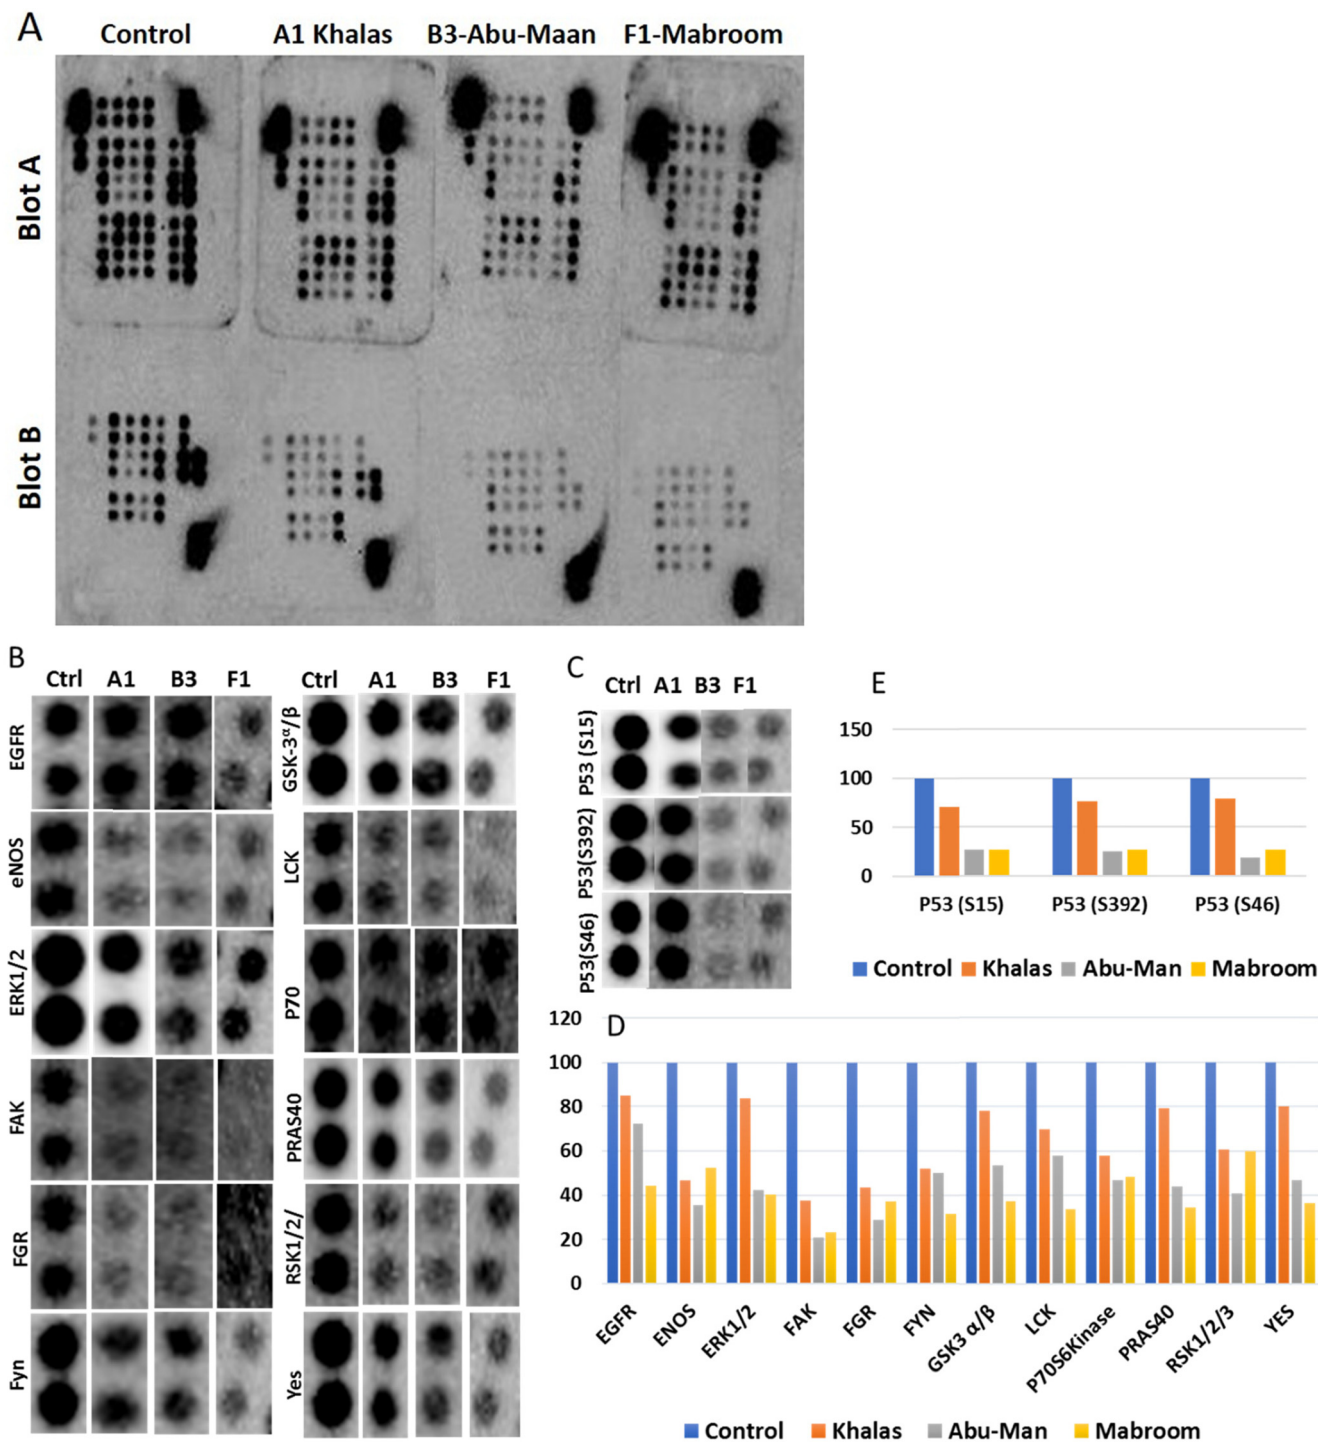 A
Control A1 Khalas B3-Abu-Maan F1-Mabroom
Blot A
Blot B
B
Ctrl A1 B3 F1
EGFR
eNOS
ERK1/2
FAK
FGR
Fyn
Ctrl A1 B3 F1
GSK-3α/β
LCK
P70
PRAS40
RSK1/2/
Yes
C
Ctrl A1 B3 F1
P53 (S15)
P53(S392)
P53(S46)
E
150
100
50
0
P53 (S15) P53 (S392) P53 (S46)
Control Khalas Abu-Man Mabroom
D
120
100
80
60
40
20
0
EGFR
ENOS
ERK1/2
FAK
FGR
FYN
GSK3 α/β
LCK
P70S6Kinase
PRAS40
RSK1/2/3
YES
Control Khalas Abu-Man Mabroom